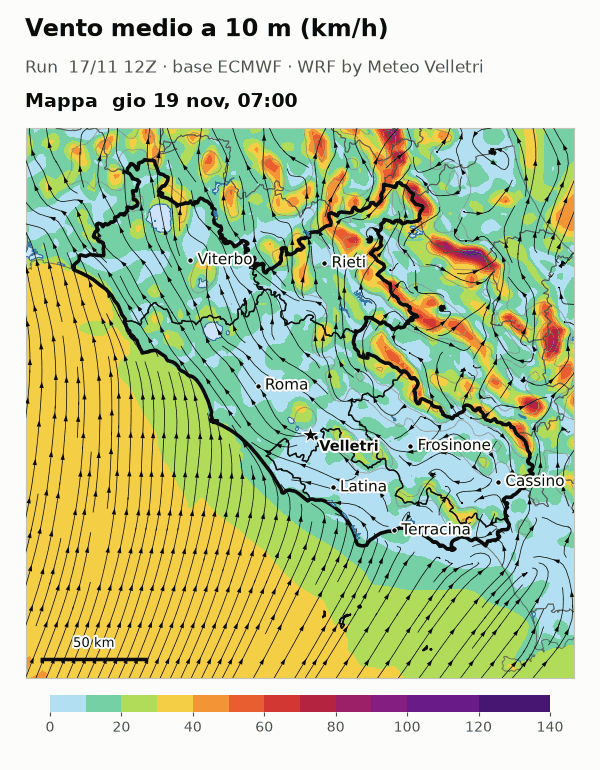 Vento medio a 10 m (km/h)
Run  17/11 12Z · base ECMWF · WRF by Meteo Velletri
Mappa  gio 19 nov, 07:00
Viterbo
Rieti
Roma
Velletri
Frosinone
Cassino
Latina
Terracina
50 km
0 20 40 60 80 100 120 140